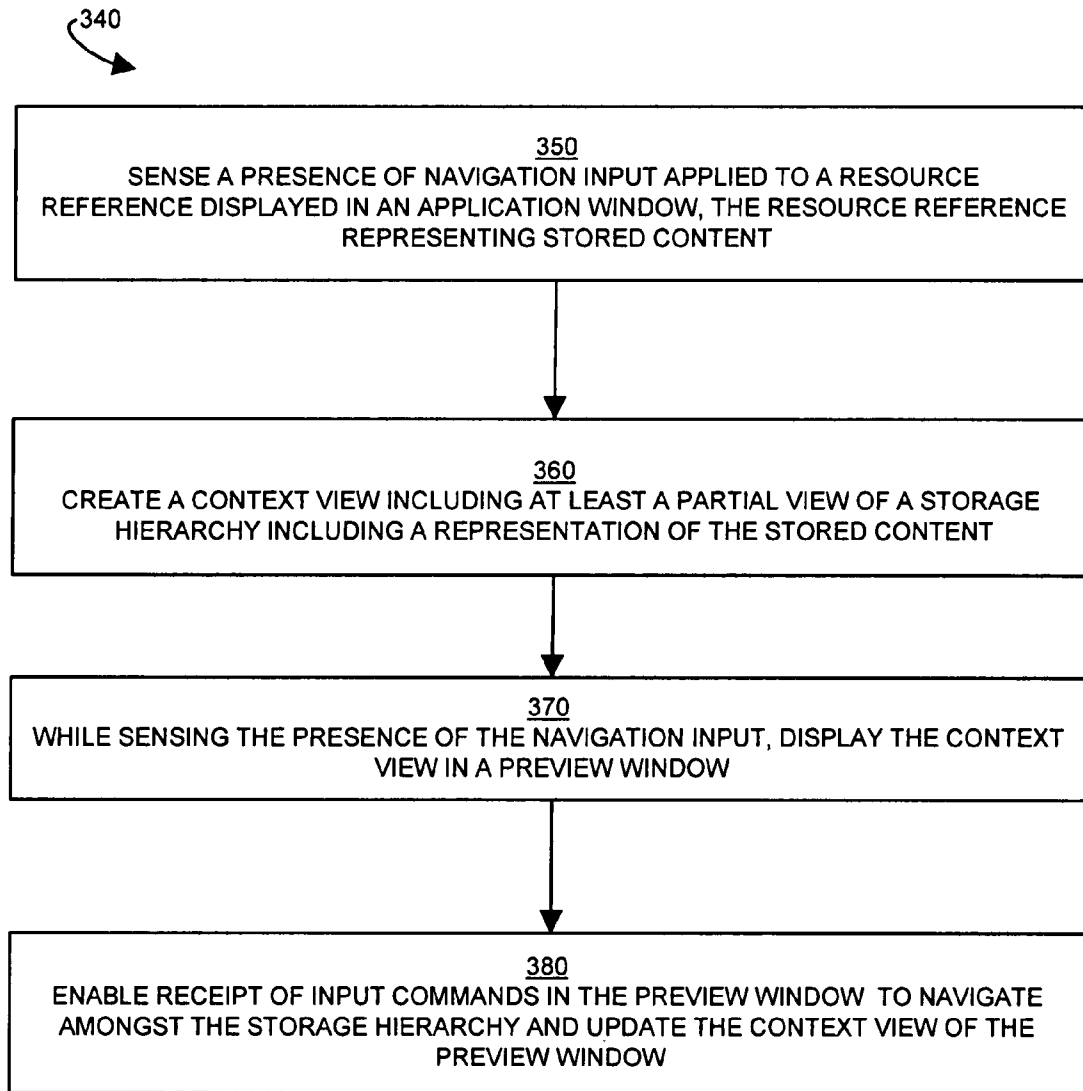 340
350
SENSE A PRESENCE OF NAVIGATION INPUT APPLIED TO A RESOURCE
REFERENCE DISPLAYED IN AN APPLICATION WINDOW, THE RESOURCE REFERENCE
REPRESENTING STORED CONTENT
360
CREATE A CONTEXT VIEW INCLUDING AT LEAST A PARTIAL VIEW OF A STORAGE
HIERARCHY INCLUDING A REPRESENTATION OF THE STORED CONTENT
370
WHILE SENSING THE PRESENCE OF THE NAVIGATION INPUT, DISPLAY THE CONTEXT
VIEW IN A PREVIEW WINDOW
380
ENABLE RECEIPT OF INPUT COMMANDS IN THE PREVIEW WINDOW TO NAVIGATE
AMONGST THE STORAGE HIERARCHY AND UPDATE THE CONTEXT VIEW OF THE
PREVIEW WINDOW